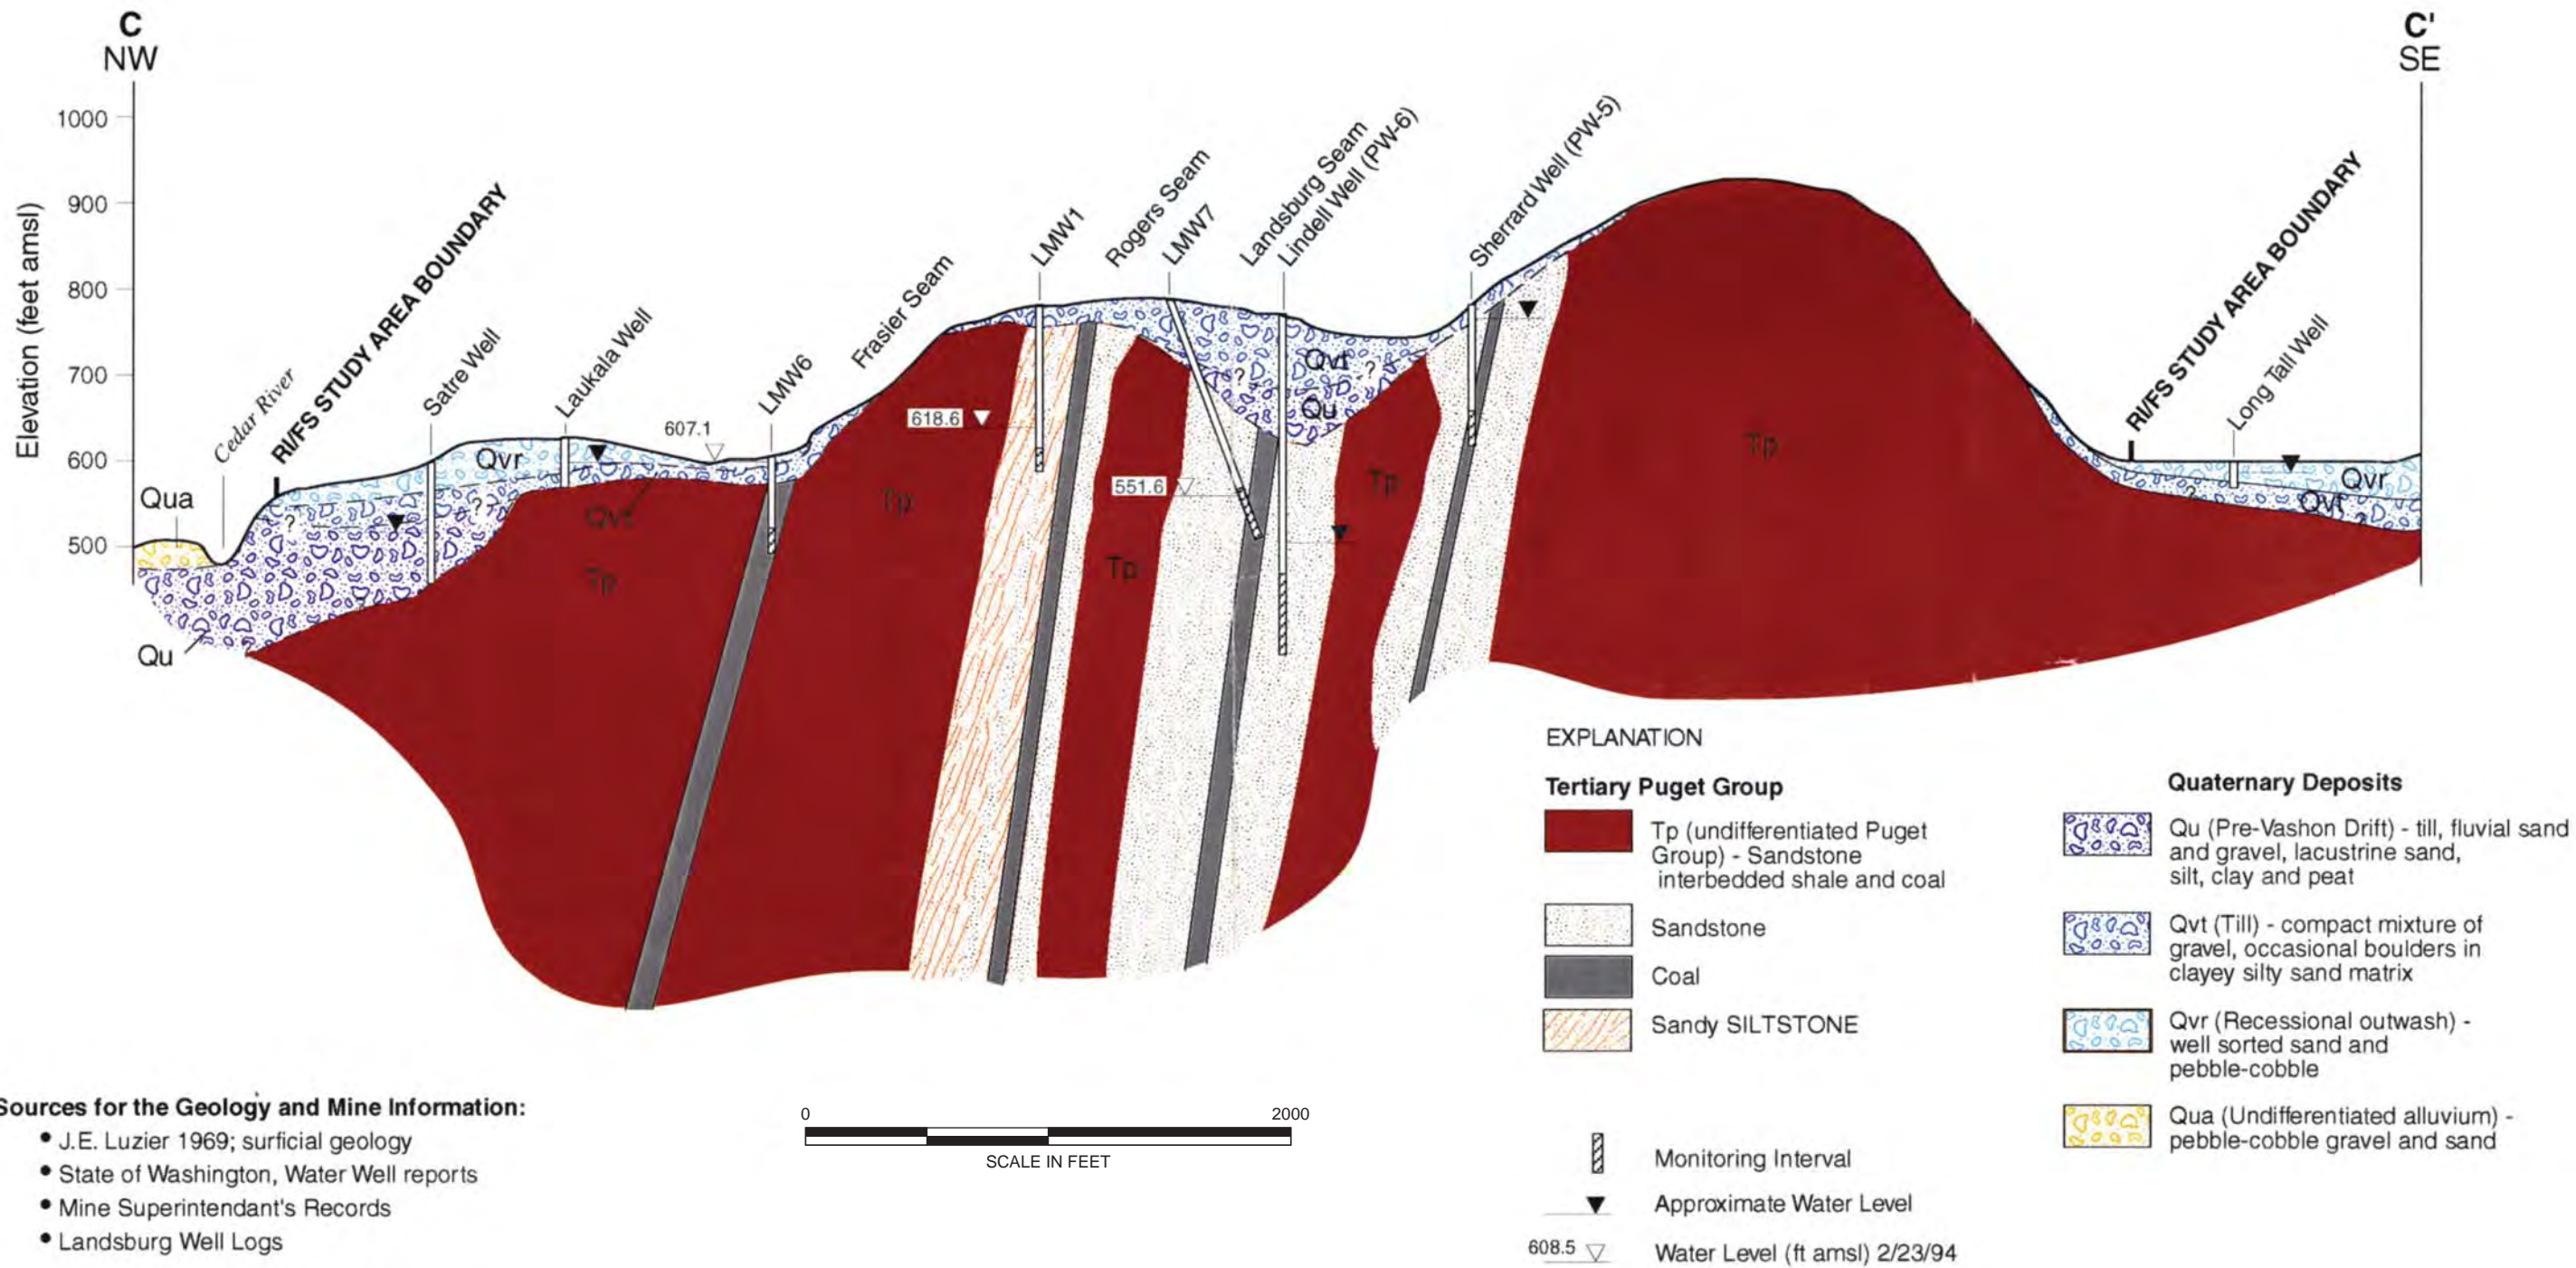 C
NW
C'
SE
Elevation (feet amsl)
1000
900
800
700
600
500
Qua
Qu
Cedar River
RI/FS STUDY AREA BOUNDARY
Satre Well
Laukala Well
607.1
LMW6
Frasier Seam
LMW1
Rogers Seam
LMW7
Landsburg Seam
Lindell Well (PW-6)
Sherrard Well (PW-5)
RI/FS STUDY AREA BOUNDARY
Long Tall Well
Qvr
?
?
?
Qvt
Tp
Tp
618.6
551.6
Tp
Qvt
?
?
Qu
Tp
Tp
Qvr
?
Qvt
?
EXPLANATION
Tertiary Puget Group
Tp (undifferentiated Puget
Group) - Sandstone
interbedded shale and coal
Sandstone
Coal
Sandy SILTSTONE
Monitoring Interval
Approximate Water Level
608.5
Water Level (ft amsl) 2/23/94
Quaternary Deposits
Qu (Pre-Vashon Drift) - till, fluvial sand
and gravel, lacustrine sand,
silt, clay and peat
Qvt (Till) - compact mixture of
gravel, occasional boulders in
clayey silty sand matrix
Qvr (Recessional outwash) -
well sorted sand and
pebble-cobble
Qua (Undifferentiated alluvium) -
pebble-cobble gravel and sand
0 2000
SCALE IN FEET
Sources for the Geology and Mine Information:
• J.E. Luzier 1969; surficial geology
• State of Washington, Water Well reports
• Mine Superintendant's Records
• Landsburg Well Logs